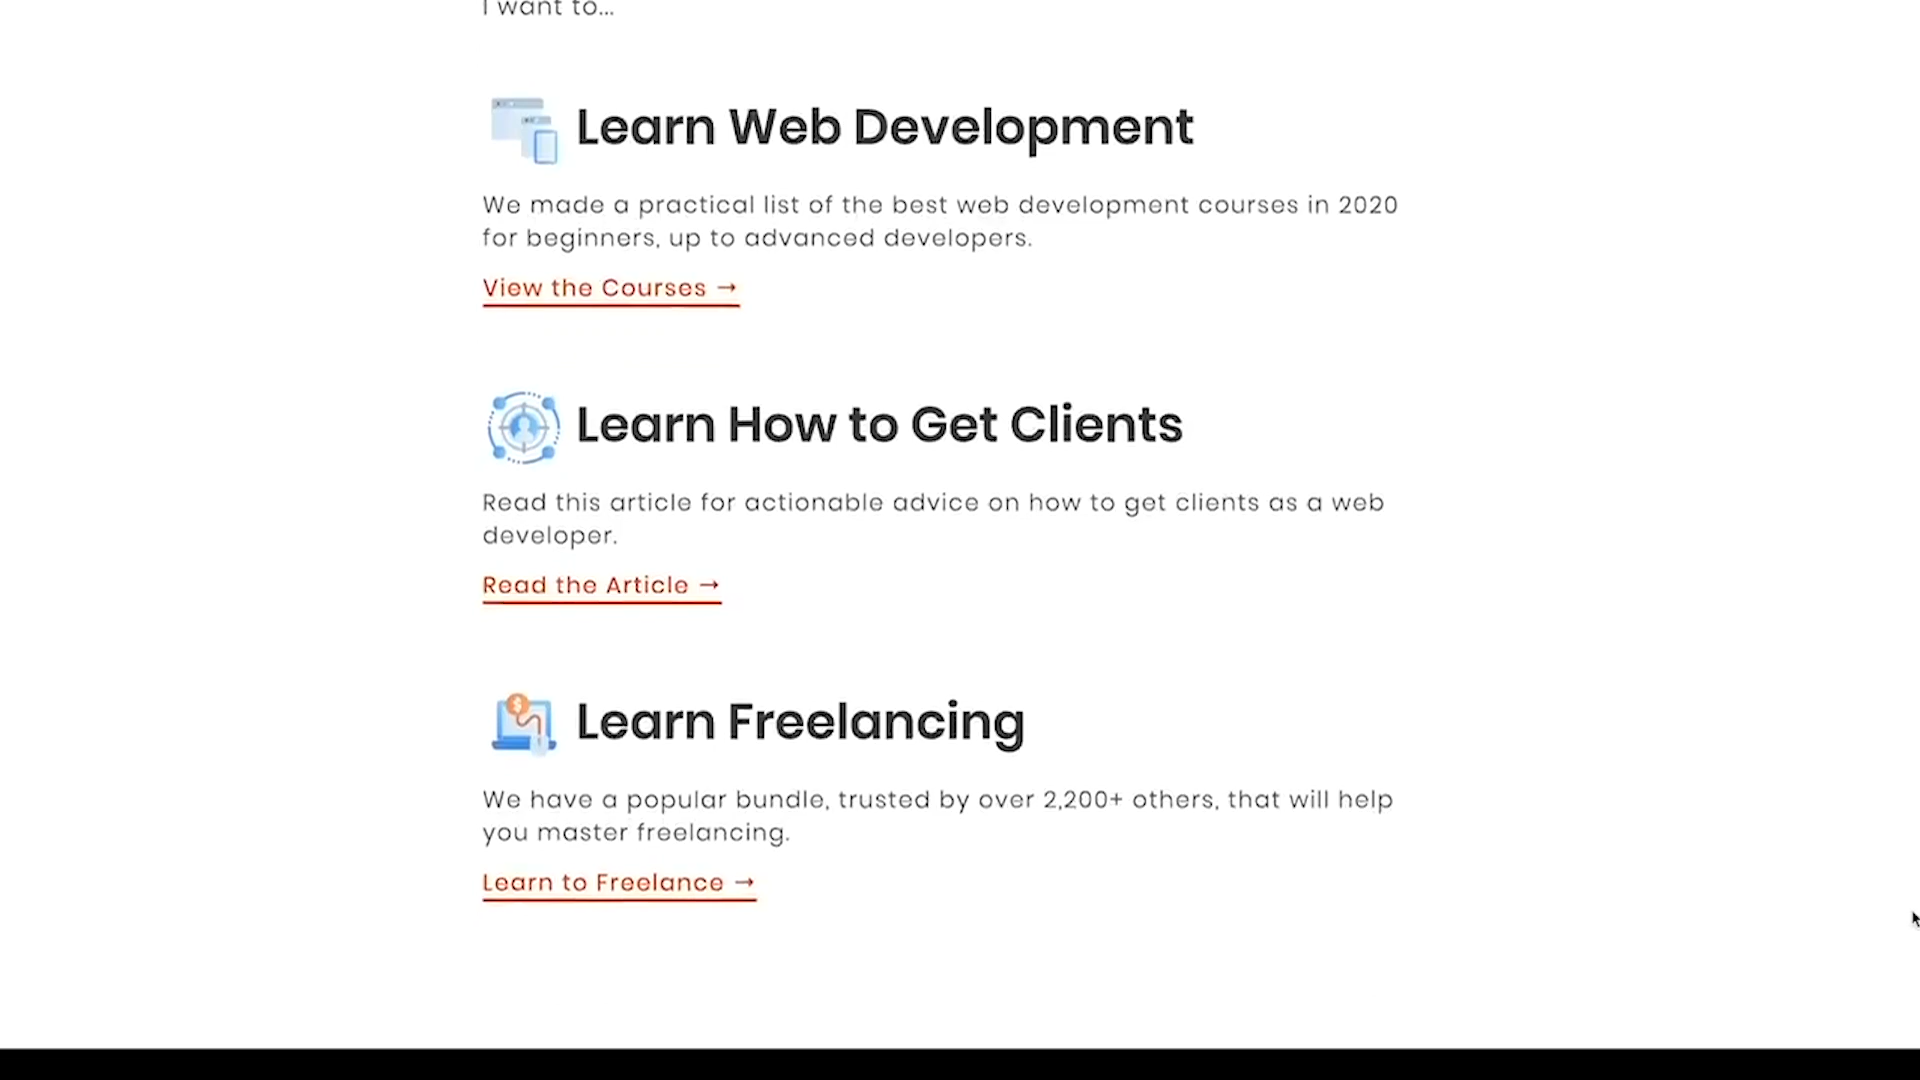 I want to...
Learn Web Development
We made a practical list of the best web development courses in 2020
for beginners, up to advanced developers.
View the Courses →
Learn How to Get Clients
Read this article for actionable advice on how to get clients as a web
developer.
Read the Article →
Learn Freelancing
We have a popular bundle, trusted by over 2,200+ others, that will help
you master freelancing.
Learn to Freelance →